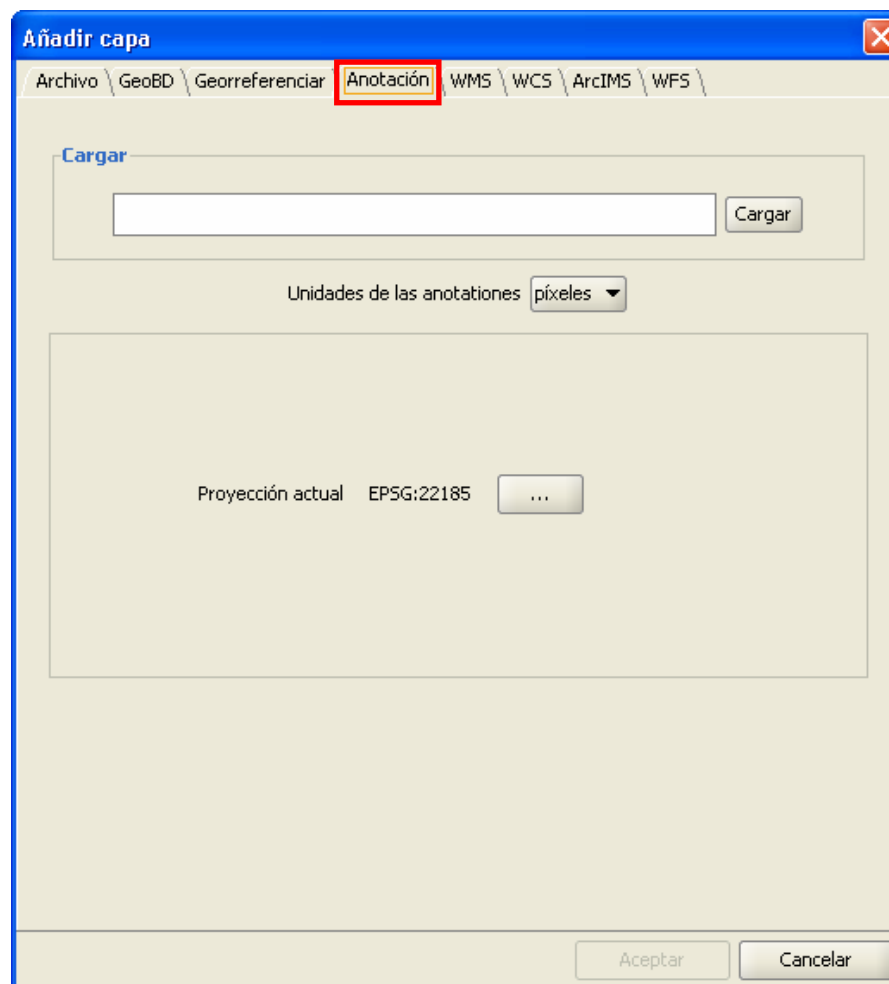 Añadir capa
Archivo GeoBD Georreferenciar Anotación WMS WCS ArcIMS WFS
Cargar
Cargar
Unidades de las anotationes píxeles
Proyección actual EPSG:22185 ...
Aceptar Cancelar